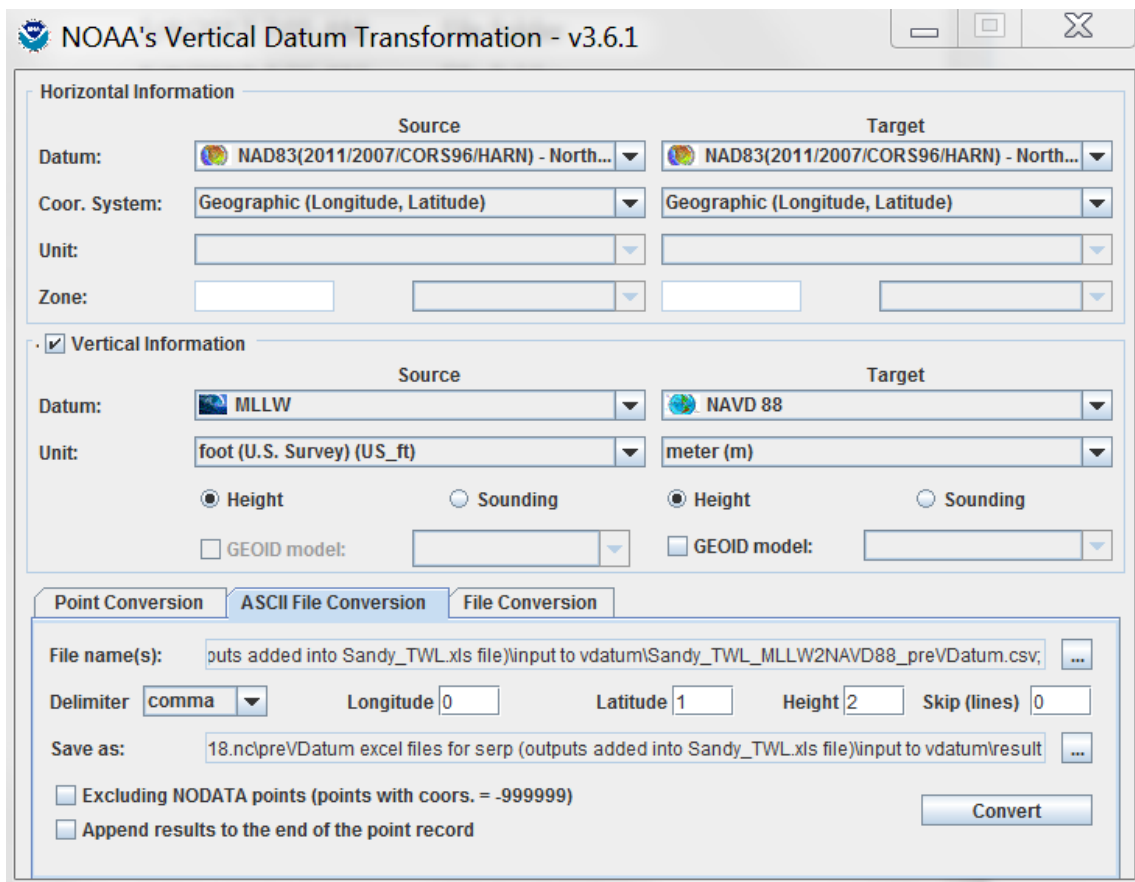 NOAA's Vertical Datum Transformation - v3.6.1
Horizontal Information
Source Target
Datum: NAD83(2011/2007/CORS96/HARN) - North... NAD83(2011/2007/CORS96/HARN) - North...
Coor. System: Geographic (Longitude, Latitude) Geographic (Longitude, Latitude)
Unit:
Zone:
Vertical Information
Source Target
Datum: MLLW NAVD 88
Unit: foot (U.S. Survey) (US_ft) meter (m)
Height Sounding Height Sounding
GEOID model: GEOID model:
Point Conversion ASCII File Conversion File Conversion
File name(s): outs added into Sandy_TWL.xls file)\input to vdatum\Sandy_TWL_MLLW2NAVD88_preVDatum.csv; ...
Delimiter comma Longitude 0 Latitude 1 Height 2 Skip (lines) 0
Save as: 18.nc\preVDatum excel files for serp (outputs added into Sandy_TWL.xls file)\input to vdatum\result ...
Excluding NODATA points (points with coors. = -999999)
Convert
Append results to the end of the point record